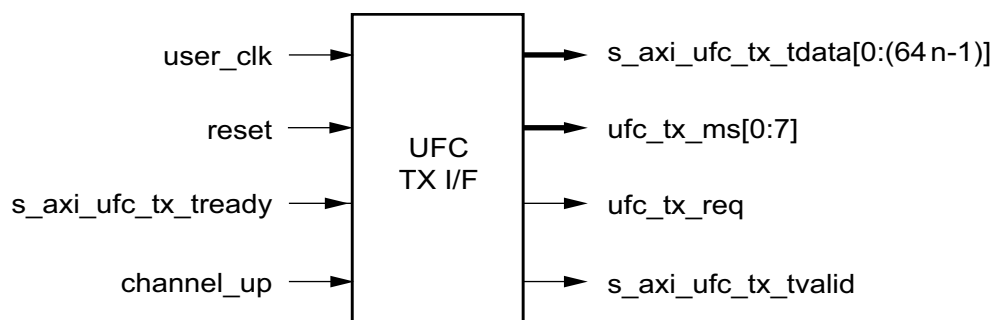 user_clk
reset
s_axi_ufc_tx_tready
channel_up
UFC
TX I/F
s_axi_ufc_tx_tdata[0:(64n-1)]
ufc_tx_ms[0:7]
ufc_tx_req
s_axi_ufc_tx_tvalid